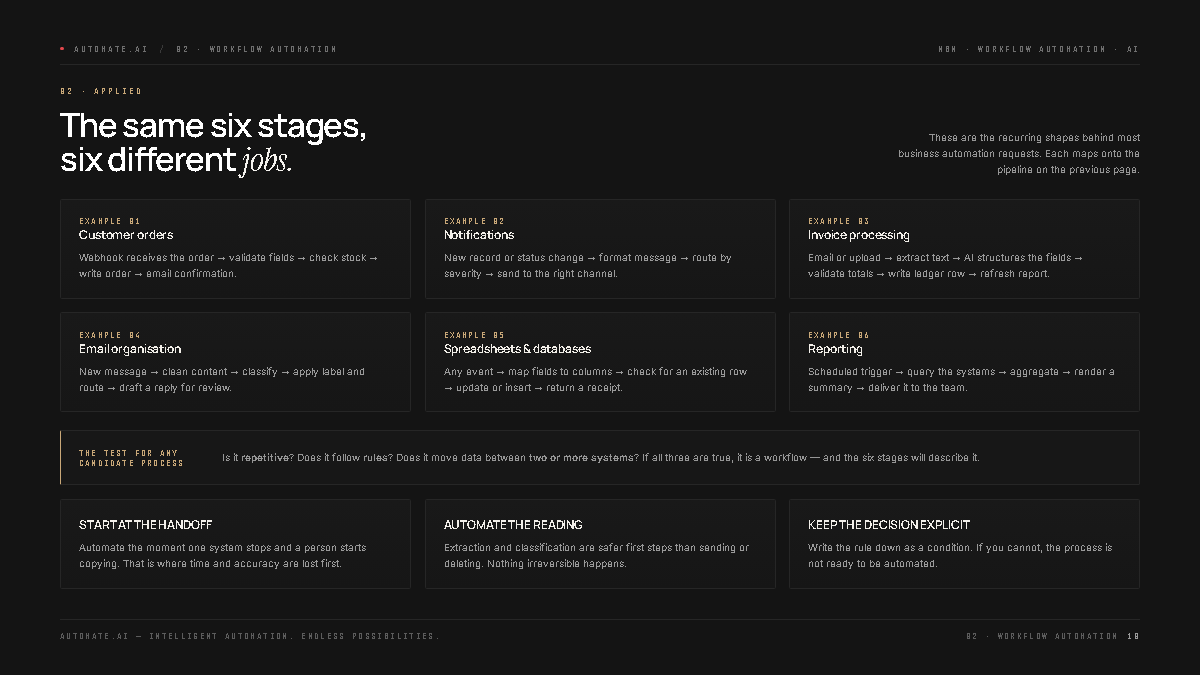 AUTOMATE.AI / 02 · WORKFLOW AUTOMATION
N8N · WORKFLOW AUTOMATION · AI
02 · APPLIED
The same six stages,
six different jobs.
These are the recurring shapes behind most
business automation requests. Each maps onto the
pipeline on the previous page.
EXAMPLE 01
Customer orders
Webhook receives the order → validate fields → check stock →
write order → email confirmation.
EXAMPLE 02
Notifications
New record or status change → format message → route by
severity → send to the right channel.
EXAMPLE 03
Invoice processing
Email or upload → extract text → AI structures the fields →
validate totals → write ledger row → refresh report.
EXAMPLE 04
Email organisation
New message → clean content → classify → apply label and
route → draft a reply for review.
EXAMPLE 05
Spreadsheets & databases
Any event → map fields to columns → check for an existing row
→ update or insert → return a receipt.
EXAMPLE 06
Reporting
Scheduled trigger → query the systems → aggregate → render a
summary → deliver it to the team.
THE TEST FOR ANY
CANDIDATE PROCESS
Is it repetitive? Does it follow rules? Does it move data between two or more systems? If all three are true, it is a workflow — and the six stages will describe it.
START AT THE HANDOFF
Automate the moment one system stops and a person starts
copying. That is where time and accuracy are lost first.
AUTOMATE THE READING
Extraction and classification are safer first steps than sending or
deleting. Nothing irreversible happens.
KEEP THE DECISION EXPLICIT
Write the rule down as a condition. If you cannot, the process is
not ready to be automated.
AUTOMATE.AI — INTELLIGENT AUTOMATION. ENDLESS POSSIBILITIES.
02 · WORKFLOW AUTOMATION 10